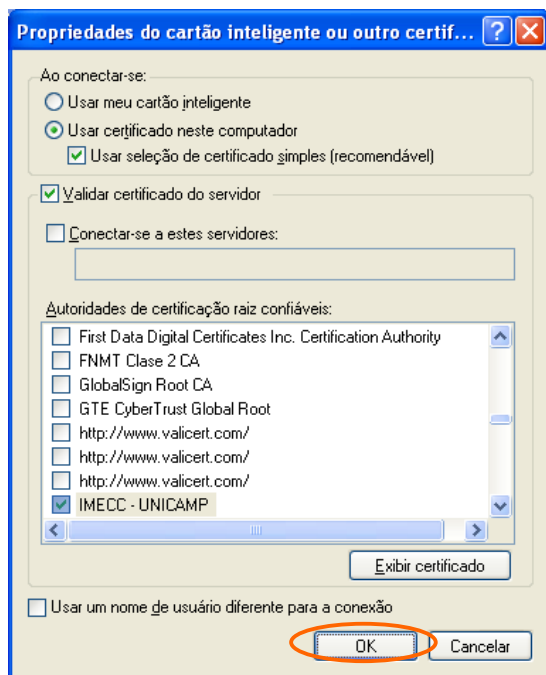 Propriedades do cartão inteligente ou outro certif...
Ao conectar-se:
Usar meu cartão inteligente
Usar certificado neste computador
Usar seleção de certificado simples (recomendável)
Validar certificado do servidor
Conectar-se a estes servidores:
Autoridades de certificação raiz confiáveis:
First Data Digital Certificates Inc. Certification Authority
FNMT Clase 2 CA
GlobalSign Root CA
GTE CyberTrust Global Root
http://www.valicert.com/
http://www.valicert.com/
http://www.valicert.com/
IMECC - UNICAMP
Exibir certificado
Usar um nome de usuário diferente para a conexão
OK Cancelar